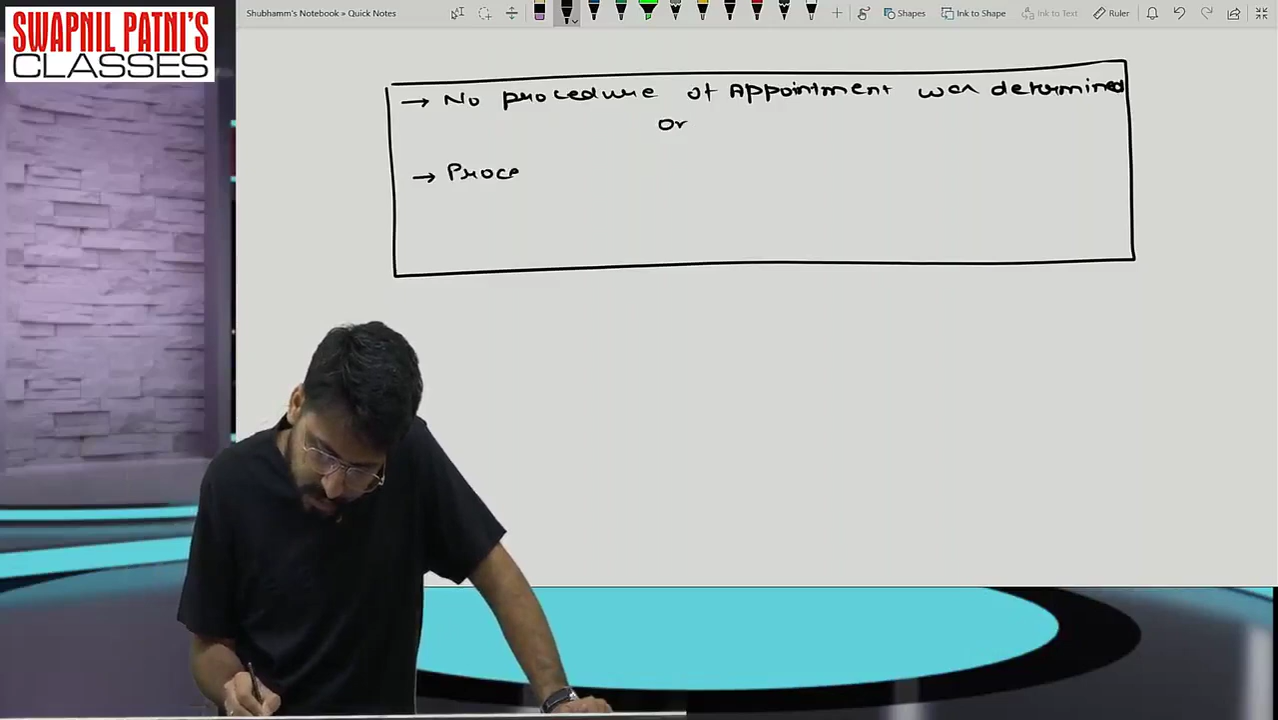 SWAPNIL PATNI'S
CLASSES
Shubhamm's Notebook » Quick Notes
Shapes
Ink to Shape
Ink to Text
Ruler
→ No procedure of Appointment was determined
Or
→ Proce